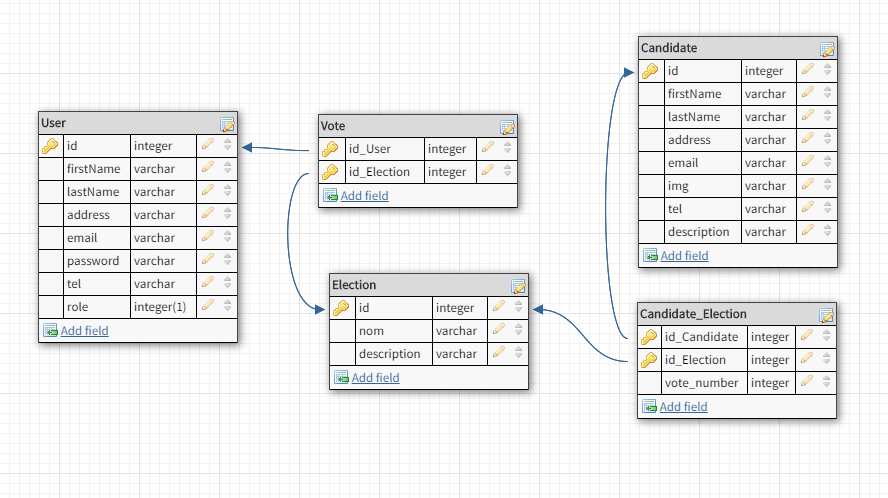 User
id integer
firstName varchar
lastName varchar
address varchar
email varchar
password varchar
tel varchar
role integer(1)
Add field
Vote
id_User integer
id_Election integer
Add field
Election
id integer
nom varchar
description varchar
Add field
Candidate
id integer
firstName varchar
lastName varchar
address varchar
email varchar
img varchar
tel varchar
description varchar
Add field
Candidate_Election
id_Candidate integer
id_Election integer
vote_number integer
Add field